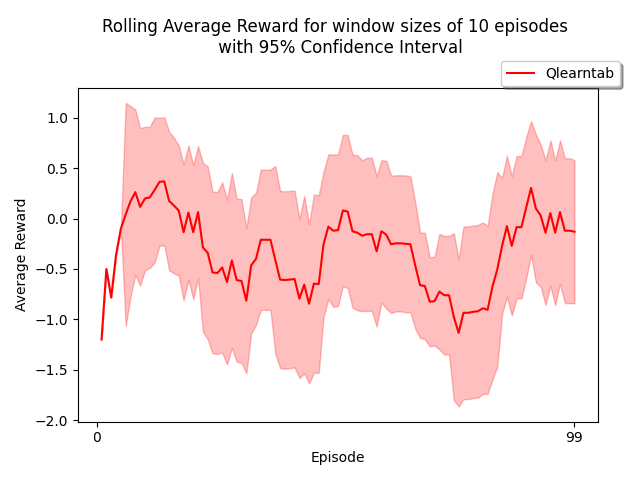 Rolling Average Reward for window sizes of 10 episodes
with 95% Confidence Interval
Qlearntab
1.0
0.5
0.0
−0.5
−1.0
−1.5
−2.0
Average Reward
0
99
Episode